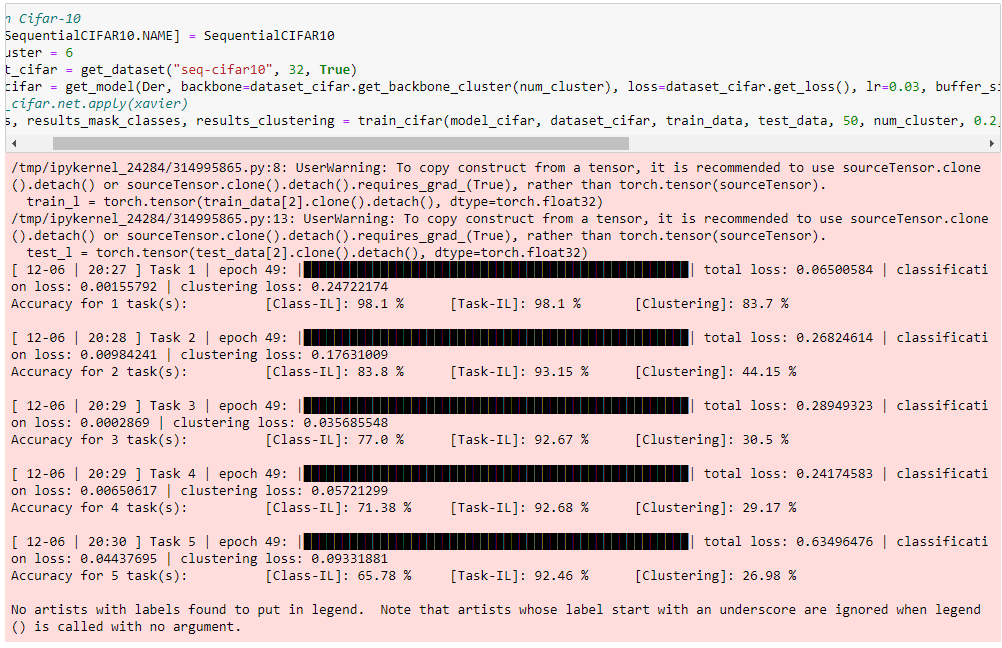 n Cifar-10
SequentialCIFAR10.NAME] = SequentialCIFAR10
uster = 6
t_cifar = get_dataset("seq-cifar10", 32, True)
cifar = get_model(Der, backbone=dataset_cifar.get_backbone_cluster(num_cluster), loss=dataset_cifar.get_loss(), lr=0.03, buffer_si
_cifar.net.apply(xavier)
s, results_mask_classes, results_clustering = train_cifar(model_cifar, dataset_cifar, train_data, test_data, 50, num_cluster, 0.2,
/tmp/ipykernel_24284/314995865.py:8: UserWarning: To copy construct from a tensor, it is recommended to use sourceTensor.clone
().detach() or sourceTensor.clone().detach().requires_grad_(True), rather than torch.tensor(sourceTensor).
train_l = torch.tensor(train_data[2].clone().detach(), dtype=torch.float32)
/tmp/ipykernel_24284/314995865.py:13: UserWarning: To copy construct from a tensor, it is recommended to use sourceTensor.clone
().detach() or sourceTensor.clone().detach().requires_grad_(True), rather than torch.tensor(sourceTensor).
test_l = torch.tensor(test_data[2].clone().detach(), dtype=torch.float32)
[ 12-06 | 20:27 ] Task 1 | epoch 49: | | total loss: 0.06500584 | classificati
on loss: 0.00155792 | clustering loss: 0.24722174
Accuracy for 1 task(s): [Class-IL]: 98.1 % [Task-IL]: 98.1 % [Clustering]: 83.7 %
[ 12-06 | 20:28 ] Task 2 | epoch 49: | | total loss: 0.26824614 | classificati
on loss: 0.00984241 | clustering loss: 0.17631009
Accuracy for 2 task(s): [Class-IL]: 83.8 % [Task-IL]: 93.15 % [Clustering]: 44.15 %
[ 12-06 | 20:29 ] Task 3 | epoch 49: | | total loss: 0.28949323 | classificati
on loss: 0.0002869 | clustering loss: 0.035685548
Accuracy for 3 task(s): [Class-IL]: 77.0 % [Task-IL]: 92.67 % [Clustering]: 30.5 %
[ 12-06 | 20:29 ] Task 4 | epoch 49: | | total loss: 0.24174583 | classificati
on loss: 0.00650617 | clustering loss: 0.05721299
Accuracy for 4 task(s): [Class-IL]: 71.38 % [Task-IL]: 92.68 % [Clustering]: 29.17 %
[ 12-06 | 20:30 ] Task 5 | epoch 49: | | total loss: 0.63496476 | classificati
on loss: 0.04437695 | clustering loss: 0.09331881
Accuracy for 5 task(s): [Class-IL]: 65.78 % [Task-IL]: 92.46 % [Clustering]: 26.98 %
No artists with labels found to put in legend.  Note that artists whose label start with an underscore are ignored when legend
() is called with no argument.